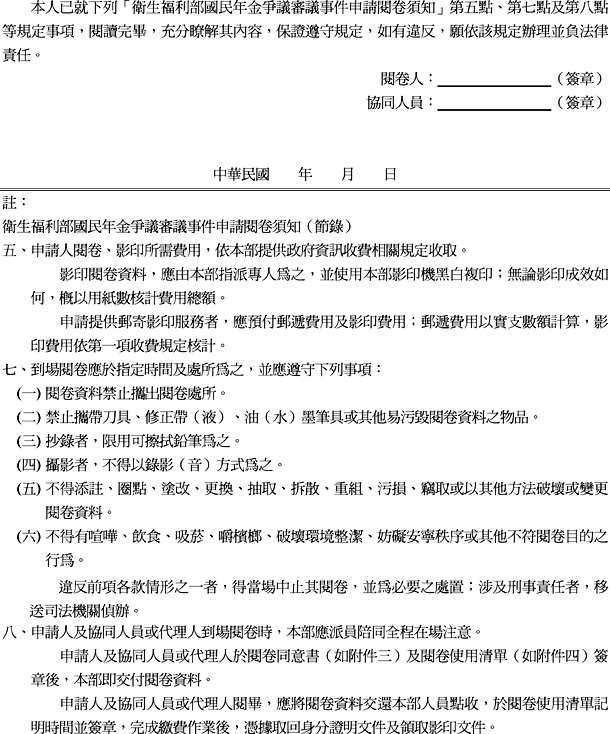 本人已就下列「衛生福利部國民年金爭議審議事件申請閱卷須知」第五點、第七點及第八點
等規定事項，閱讀完畢，充分瞭解其內容，保證遵守規定，如有違反，願依該規定辦理並負法律
責任。
閱卷人：＿＿＿＿＿＿＿＿（簽章）
協同人員：＿＿＿＿＿＿＿＿（簽章）
中華民國　　年　　月　　日
註：
衛生福利部國民年金爭議審議事件申請閱卷須知（節錄）
五、申請人閱卷、影印所需費用，依本部提供政府資訊收費相關規定收取。
影印閱卷資料，應由本部指派專人為之，並使用本部影印機黑白複印；無論影印成效如
何，概以用紙數核計費用總額。
申請提供郵寄影印服務者，應預付郵遞費用及影印費用；郵遞費用以實支數額計算，影
印費用依第一項收費規定核計。
七、到場閱卷應於指定時間及處所為之，並應遵守下列事項：
(一) 閱卷資料禁止攜出閱卷處所。
(二) 禁止攜帶刀具、修正帶（液）、油（水）墨筆具或其他易污毀閱卷資料之物品。
(三) 抄錄者，限用可擦拭鉛筆為之。
(四) 攝影者，不得以錄影（音）方式為之。
(五) 不得添註、圈點、塗改、更換、抽取、拆散、重組、污損、竊取或以其他方法破壞或變更
閱卷資料。
(六) 不得有喧嘩、飲食、吸菸、嚼檳榔、破壞環境整潔、妨礙安寧秩序或其他不符閱卷目的之
行為。
違反前項各款情形之一者，得當場中止其閱卷，並為必要之處置；涉及刑事責任者，移
送司法機關偵辦。
八、申請人及協同人員或代理人到場閱卷時，本部應派員陪同全程在場注意。
申請人及協同人員或代理人於閱卷同意書（如附件三）及閱卷使用清單（如附件四）簽
章後，本部即交付閱卷資料。
申請人及協同人員或代理人閱畢，應將閱卷資料交還本部人員點收，於閱卷使用清單記
明時間並簽章，完成繳費作業後，憑據取回身分證明文件及領取影印文件。